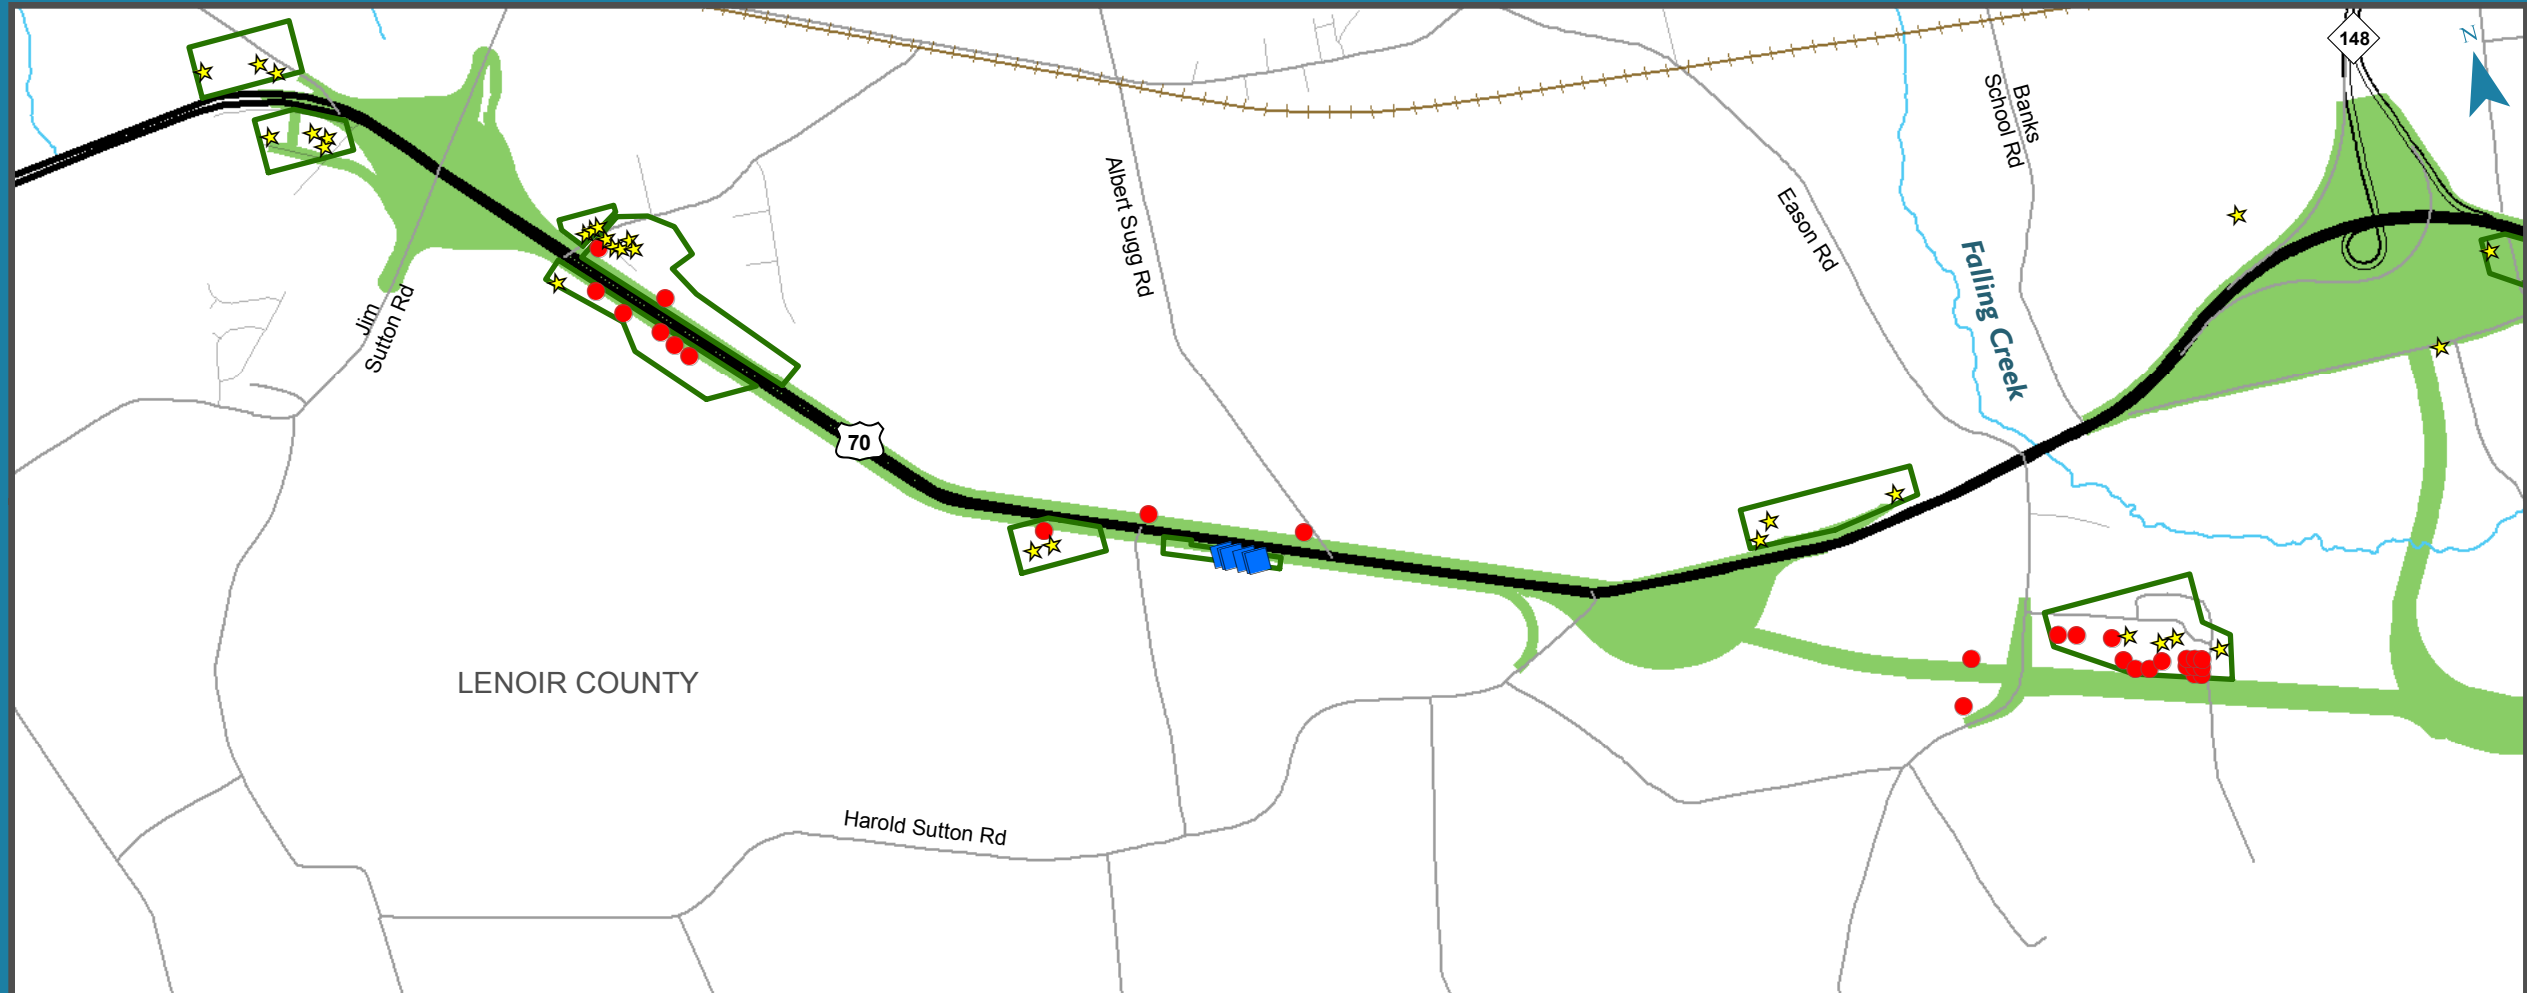 148
N
Banks
School Rd
Albert Sugg Rd
Eason Rd
Falling Creek
Jim
Sutton Rd
70
LENOIR COUNTY
Harold Sutton Rd